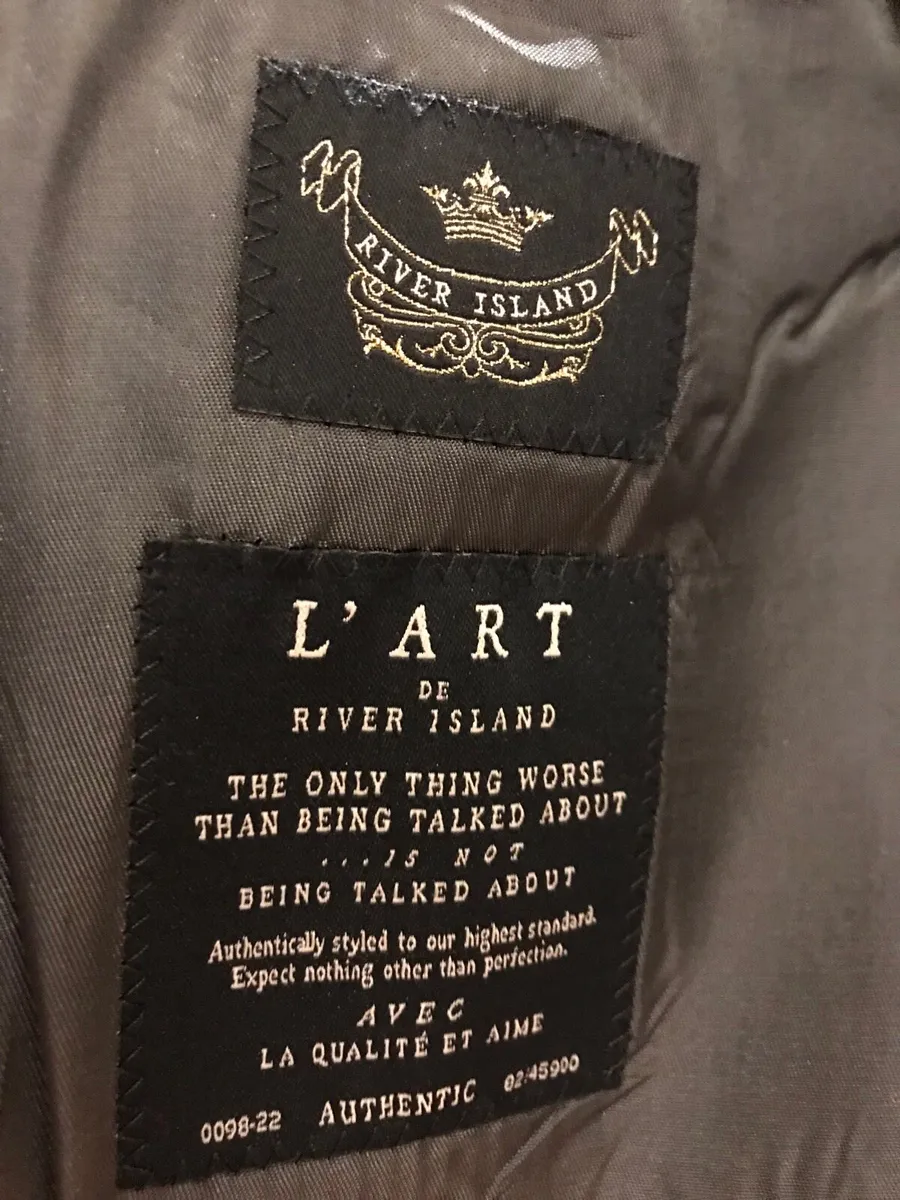 RIVER ISLAND
L'ART
DE
RIVER ISLAND
THE ONLY THING WORSE
THAN BEING TALKED ABOUT
...IS NOT
BEING TALKED ABOUT
Authentically styled to our highest standard.
Expect nothing other than perfection.
AVEC
LA QUALITÉ ET AIME
0098-22 AUTHENTIC 02/45900